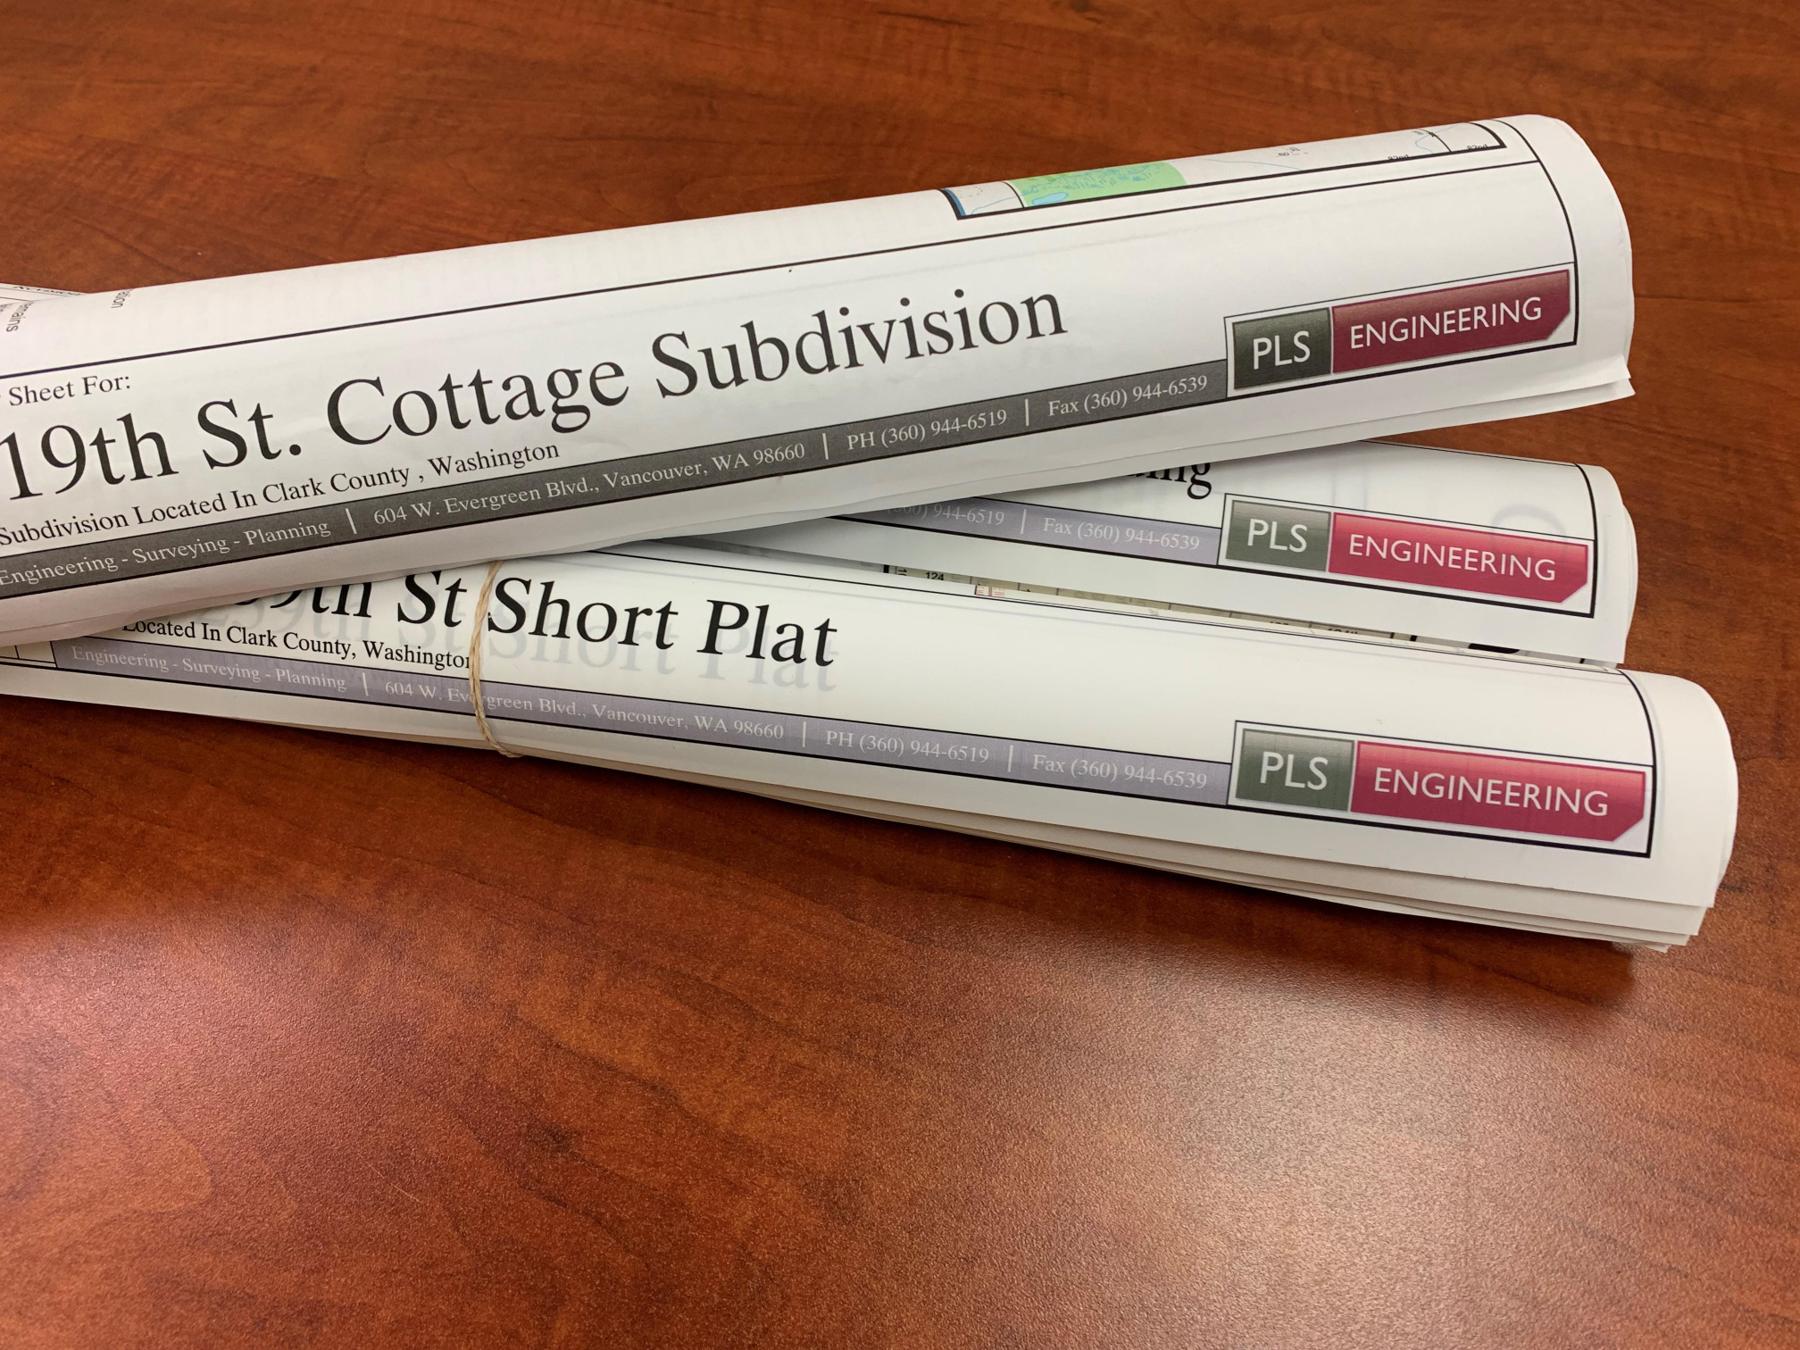 Sheet For:
19th St. Cottage Subdivision
Subdivision Located In Clark County , Washington
Engineering - Surveying - Planning | 604 W. Evergreen Blvd., Vancouver, WA 98660 | PH (360) 944-6519 | Fax (360) 944-6539
PLS ENGINEERING
944-6519 | Fax (360) 944-6539
PLS ENGINEERING
124
9th St Short Plat
Located In Clark County, Washington
Engineering - Surveying - Planning | 604 W. Evergreen Blvd., Vancouver, WA 98660 | PH (360) 944-6519 | Fax (360) 944-6539
PLS ENGINEERING